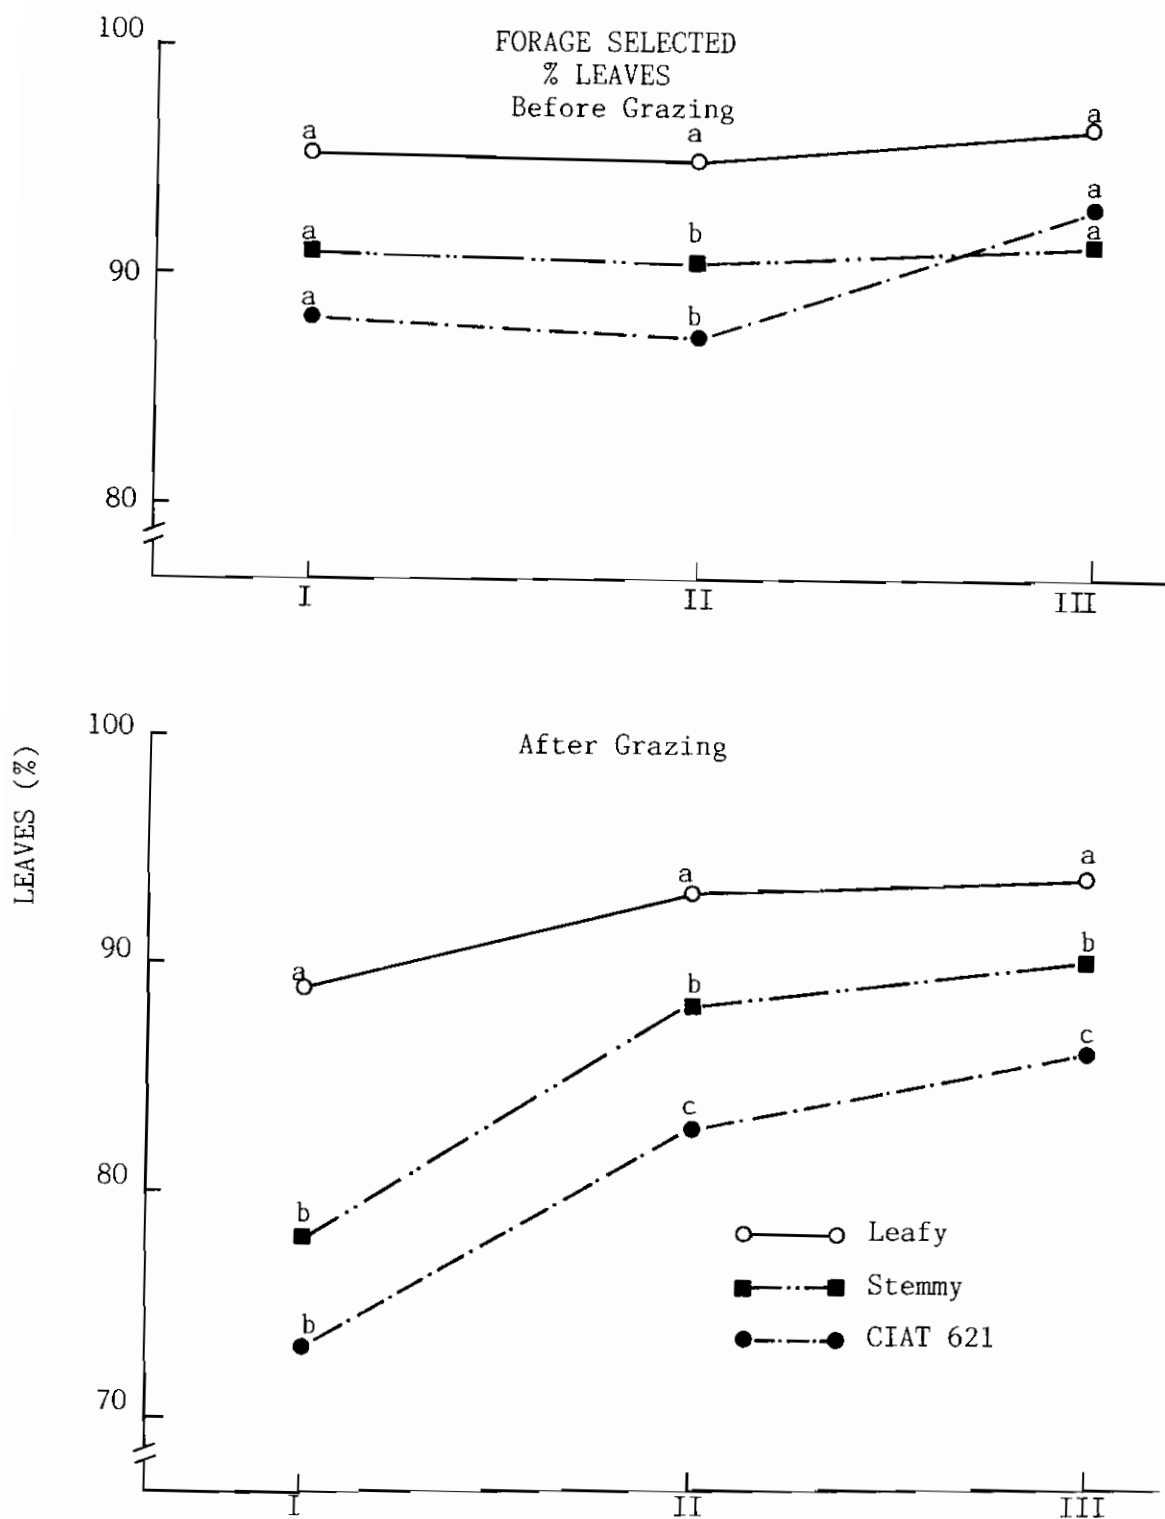 100
FORAGE SELECTED
% LEAVES
Before Grazing
a
a
a
a
a
b
a
90
a
b
80
I
II
III
LEAVES (%)
100
After Grazing
a
a
a
90
b
b
c
c
80
b
Leafy
Stemmy
b
CIAT 621
70
I
II
III